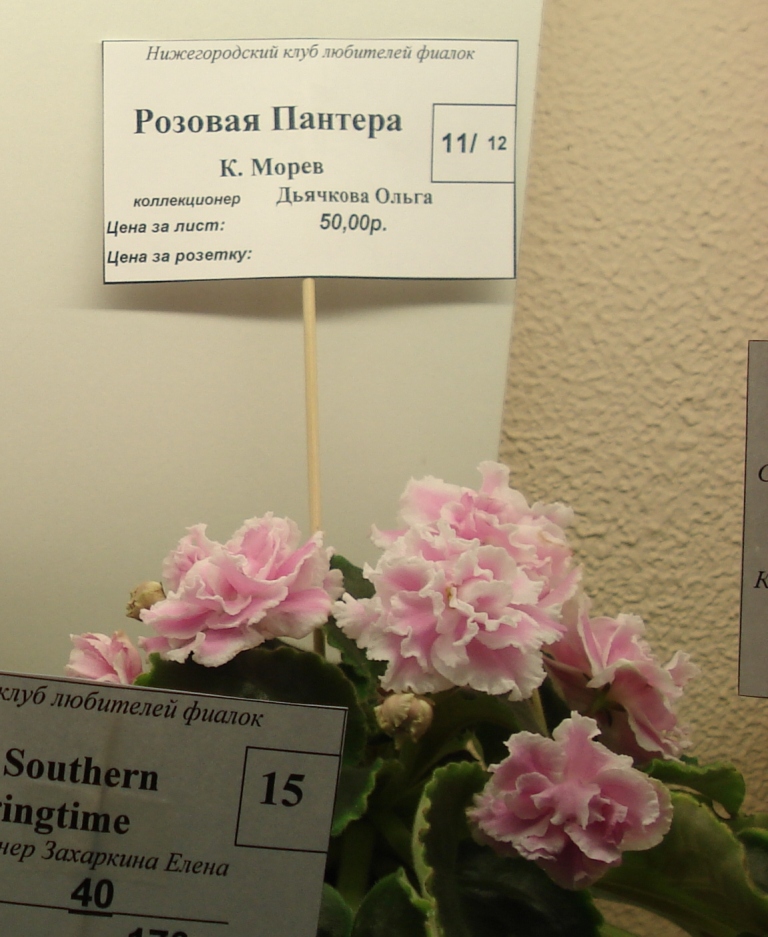 Нижегородский клуб любителей фиалок
Розовая Пантера
11/ 12
К. Морев
коллекционер Дьячкова Ольга
Цена за лист: 50,00р.
Цена за розетку:
клуб любителей фиалок
Southern
15
ingtime
нер Захаркина Елена
40
К